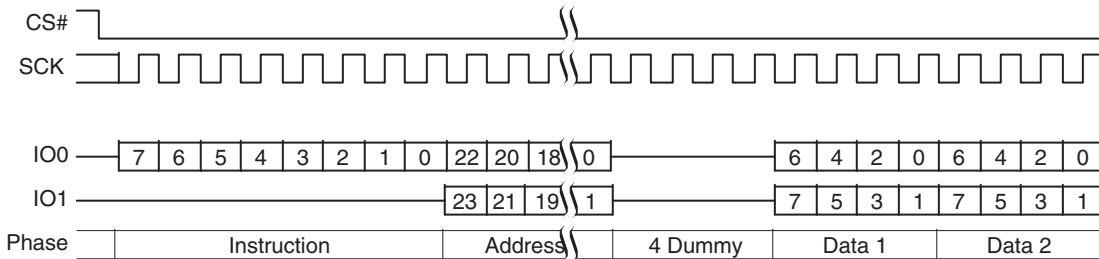 CS#
SCK
IO0 7 6 5 4 3 2 1 0 22 20 18 0 6 4 2 0 6 4 2 0
IO1 23 21 19 1 7 5 3 1 7 5 3 1
Phase Instruction Address 4 Dummy Data 1 Data 2